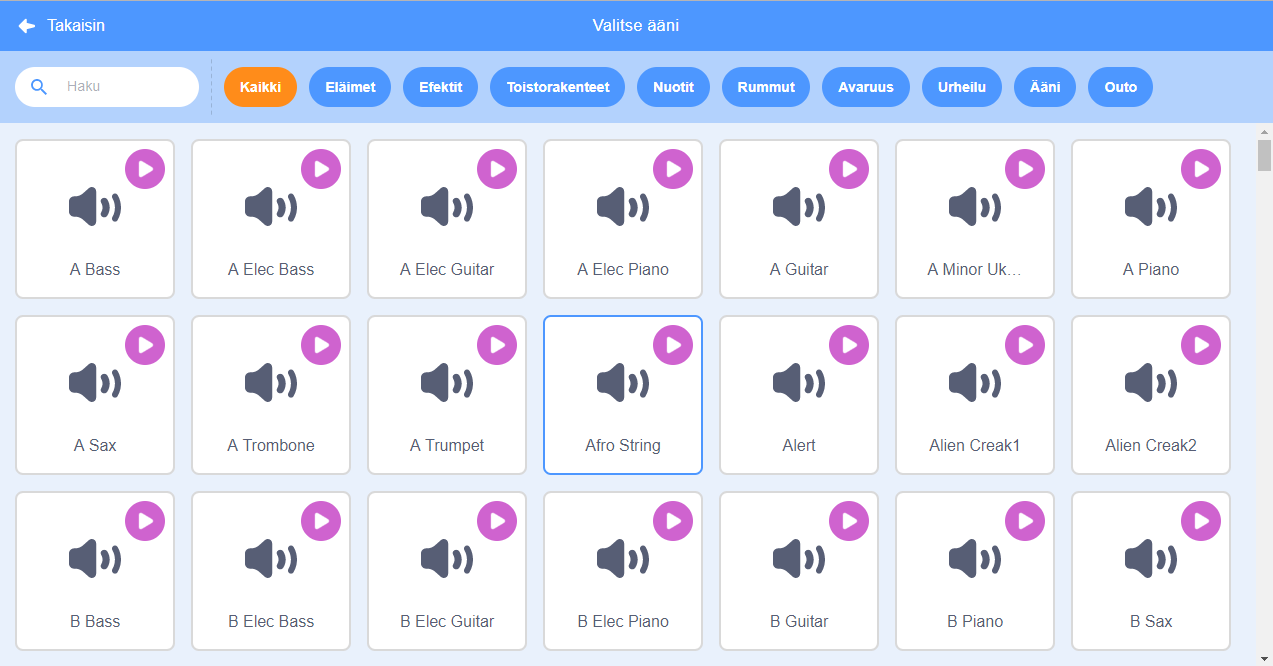 Takaisin
Valitse ääni
Haku
Kaikki
Eläimet
Efektit
Toistorakenteet
Nuotit
Rummut
Avaruus
Urheilu
Ääni
Outo
A Bass
A Elec Bass
A Elec Guitar
A Elec Piano
A Guitar
A Minor Uk...
A Piano
A Sax
A Trombone
A Trumpet
Afro String
Alert
Alien Creak1
Alien Creak2
B Bass
B Elec Bass
B Elec Guitar
B Elec Piano
B Guitar
B Piano
B Sax